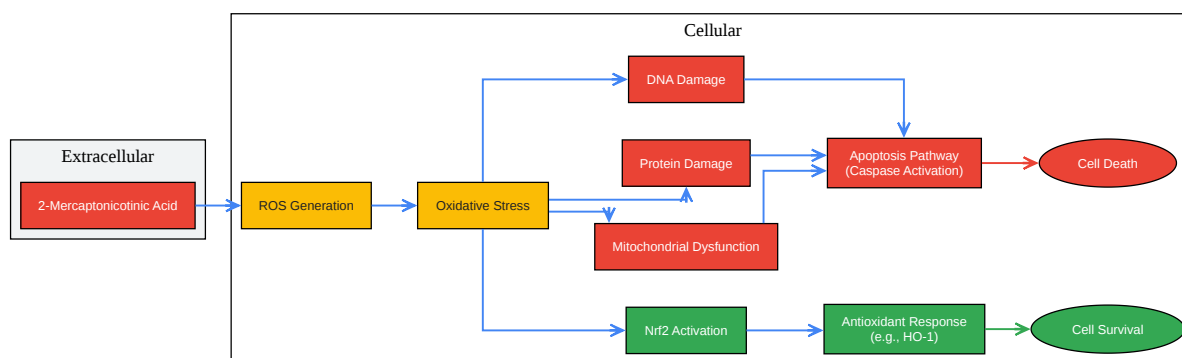 Cellular
Extracellular
2-Mercaptonicotinic Acid
ROS Generation
Oxidative Stress
DNA Damage
Protein Damage
Mitochondrial Dysfunction
Apoptosis Pathway
(Caspase Activation)
Cell Death
Nrf2 Activation
Antioxidant Response
(e.g., HO-1)
Cell Survival